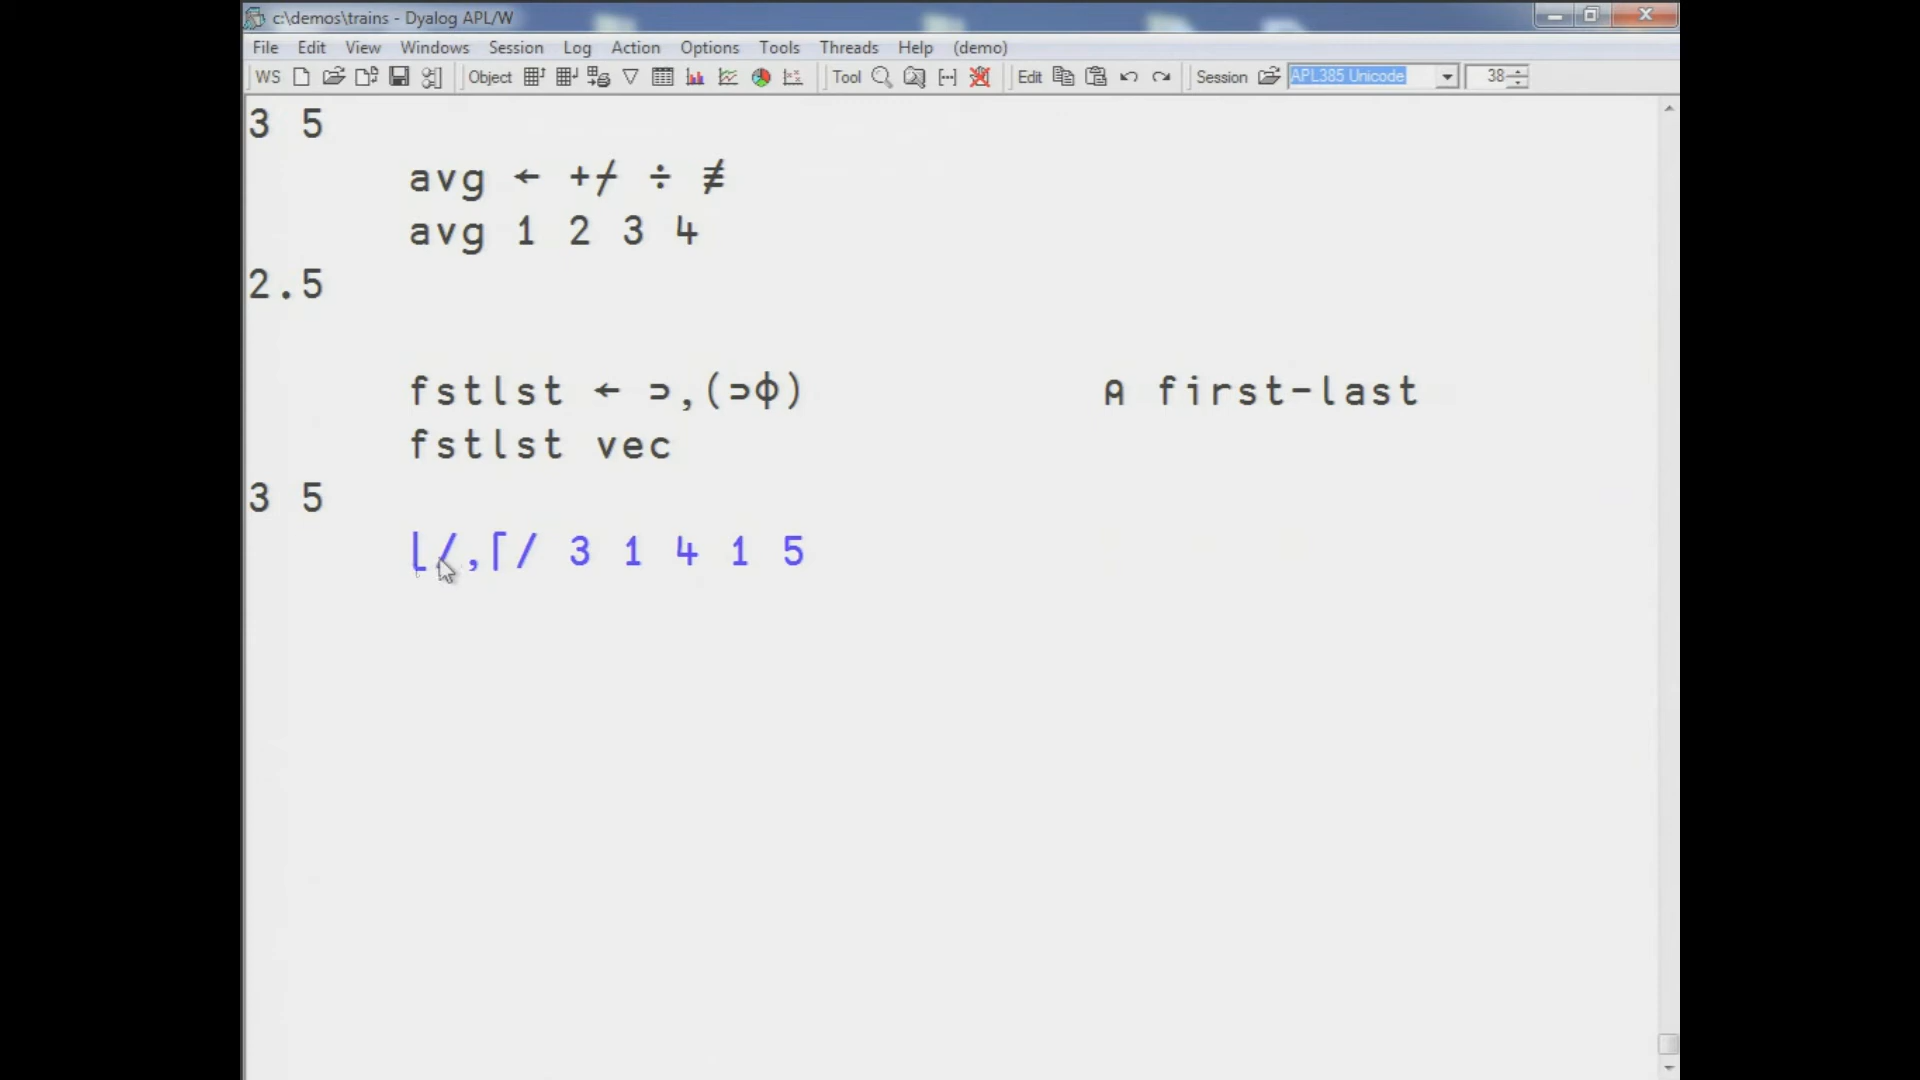 c:\demos\trains - Dyalog APL/W
File Edit View Windows Session Log Action Options Tools Threads Help (demo)
WS Object Tool Edit Session APL385 Unicode 38
3 5
avg ← +⌿ ÷ ≢
avg 1 2 3 4
2.5
fstlst ← ⊃,(⊃⌽) ⍝ first-last
fstlst vec
3 5
⌊/,⌈/ 3 1 4 1 5